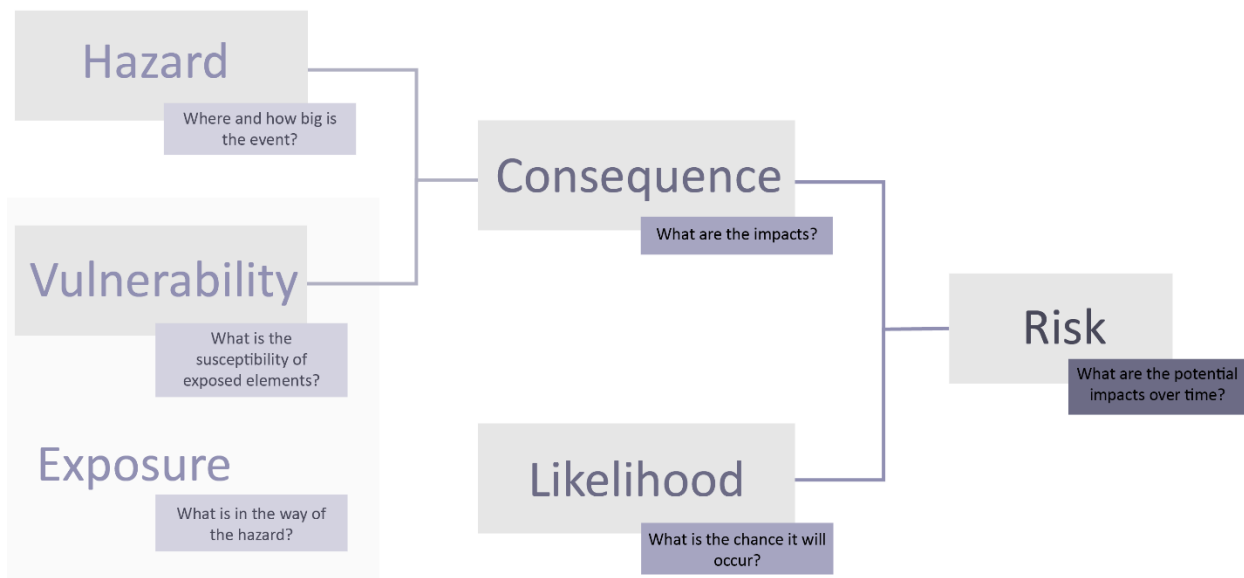 Hazard
Where and how big is
the event?
Vulnerability
What is the
susceptibility of
exposed elements?
Exposure
What is in the way of
the hazard?
Consequence
What are the impacts?
Likelihood
What is the chance it will
occur?
Risk
What are the potential
impacts over time?